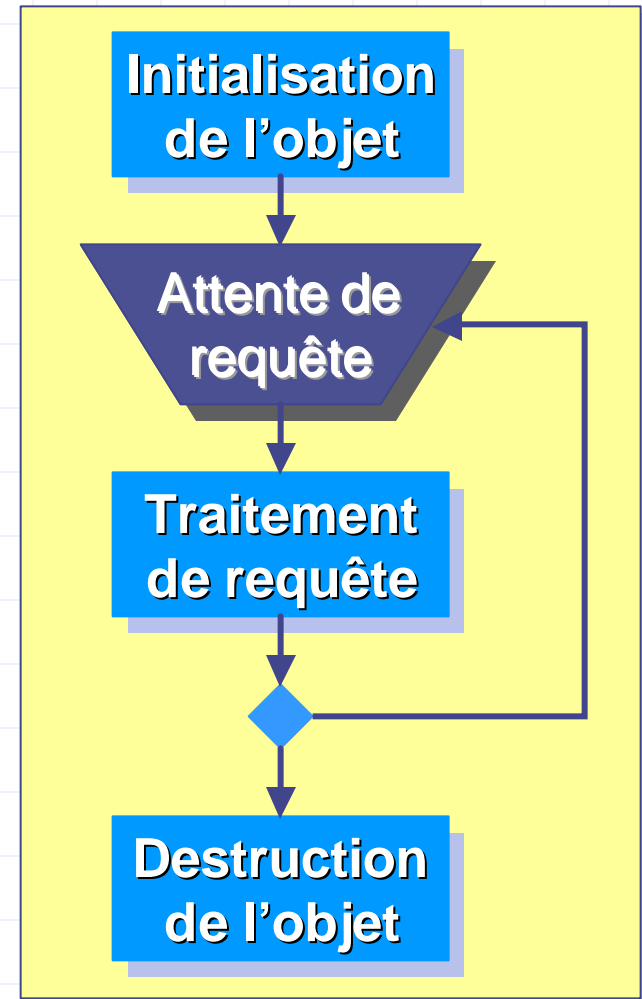 Initialisation
de l’objet
Attente de
requête
Traitement
de requête
Destruction
de l’objet